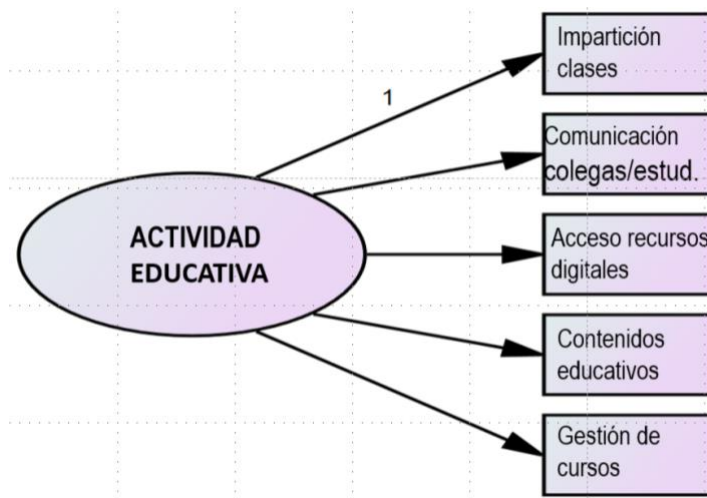 Impartición
clases
1
Comunicación
colegas/estud.
ACTIVIDAD
EDUCATIVA
Acceso recursos
digitales
Contenidos
educativos
Gestión de
cursos